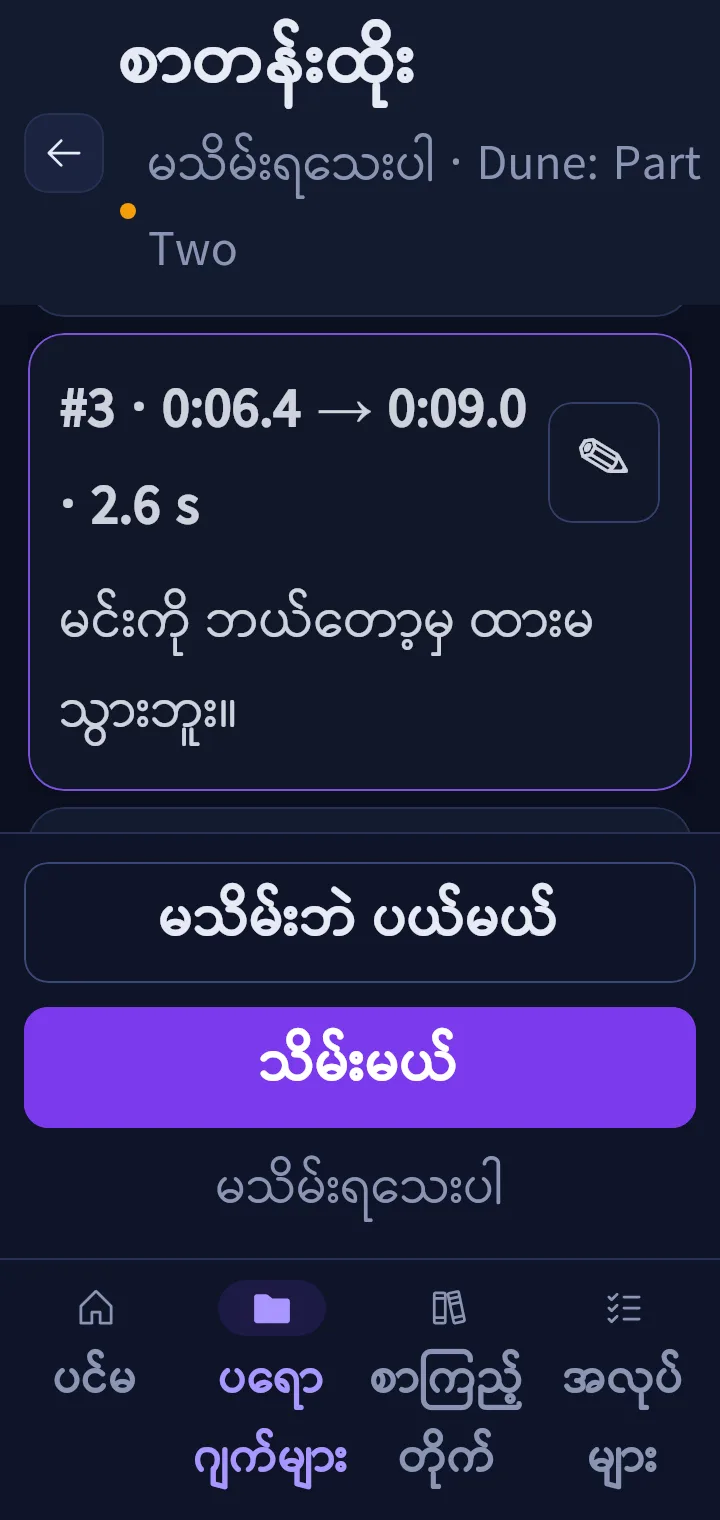 စာတန်းထိုး
မသိမ်းရသေးပါ · Dune: Part
Two
#3 · 0:06.4 → 0:09.0
· 2.6 s
မင်းကို ဘယ်တော့မှ ထားမ
သွားဘူး။
မသိမ်းဘဲ ပယ်မယ်
သိမ်းမယ်
မသိမ်းရသေးပါ
ပင်မ
ပရော
ဂျက်များ
စာကြည့်
တိုက်
အလုပ်
များ